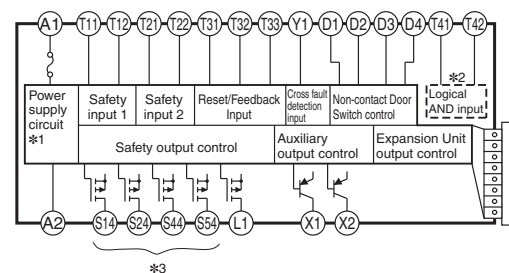 A1 T11 T12 T21 T22 T31 T32 T33 Y1 D1 D2 D3 D4 T41 T42
*2
Power
supply
circuit
*1
Safety
input 1
Safety
input 2
Reset/Feedback
Input
Cross fault
detection
input
Non-contact Door
Switch control
Logical
AND input
Safety output control
Auxiliary
output control
Expansion Unit
output control
A2 S14 S24 S44 S54 L1 X1 X2
*3